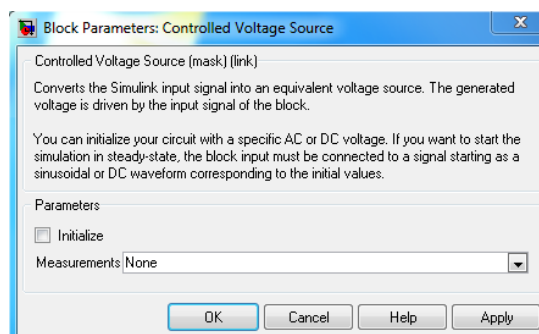 Block Parameters: Controlled Voltage Source
X
Controlled Voltage Source (mask) (link)
Converts the Simulink input signal into an equivalent voltage source. The generated
voltage is driven by the input signal of the block.
You can initialize your circuit with a specific AC or DC voltage. If you want to start the
simulation in steady-state, the block input must be connected to a signal starting as a
sinusoidal or DC waveform corresponding to the initial values.
Parameters
Initialize
Measurements None
OK Cancel Help Apply